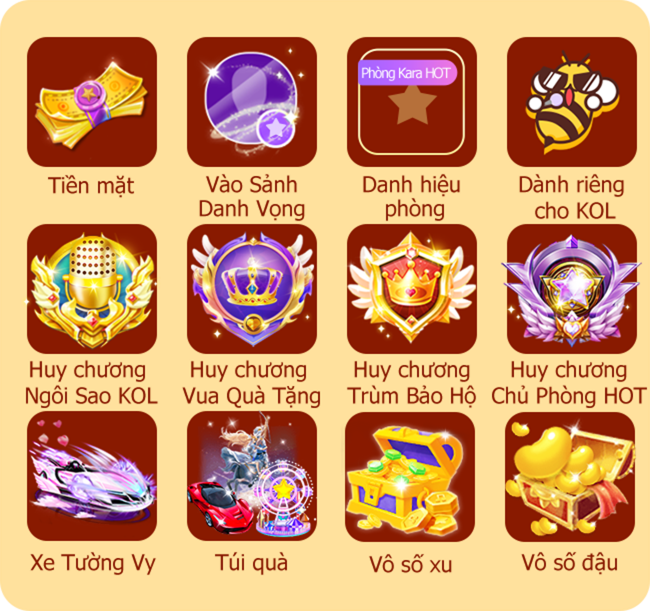 Phòng Kara HOT
Tiền mặt
Vào Sảnh
Danh Vọng
Danh hiệu
phòng
Dành riêng
cho KOL
Huy chương
Ngôi Sao KOL
Huy chương
Vua Quà Tặng
Huy chương
Trùm Bảo Hộ
Huy chương
Chủ Phòng HOT
Xe Tường Vy
Túi quà
Vô số xu
Vô số đậu